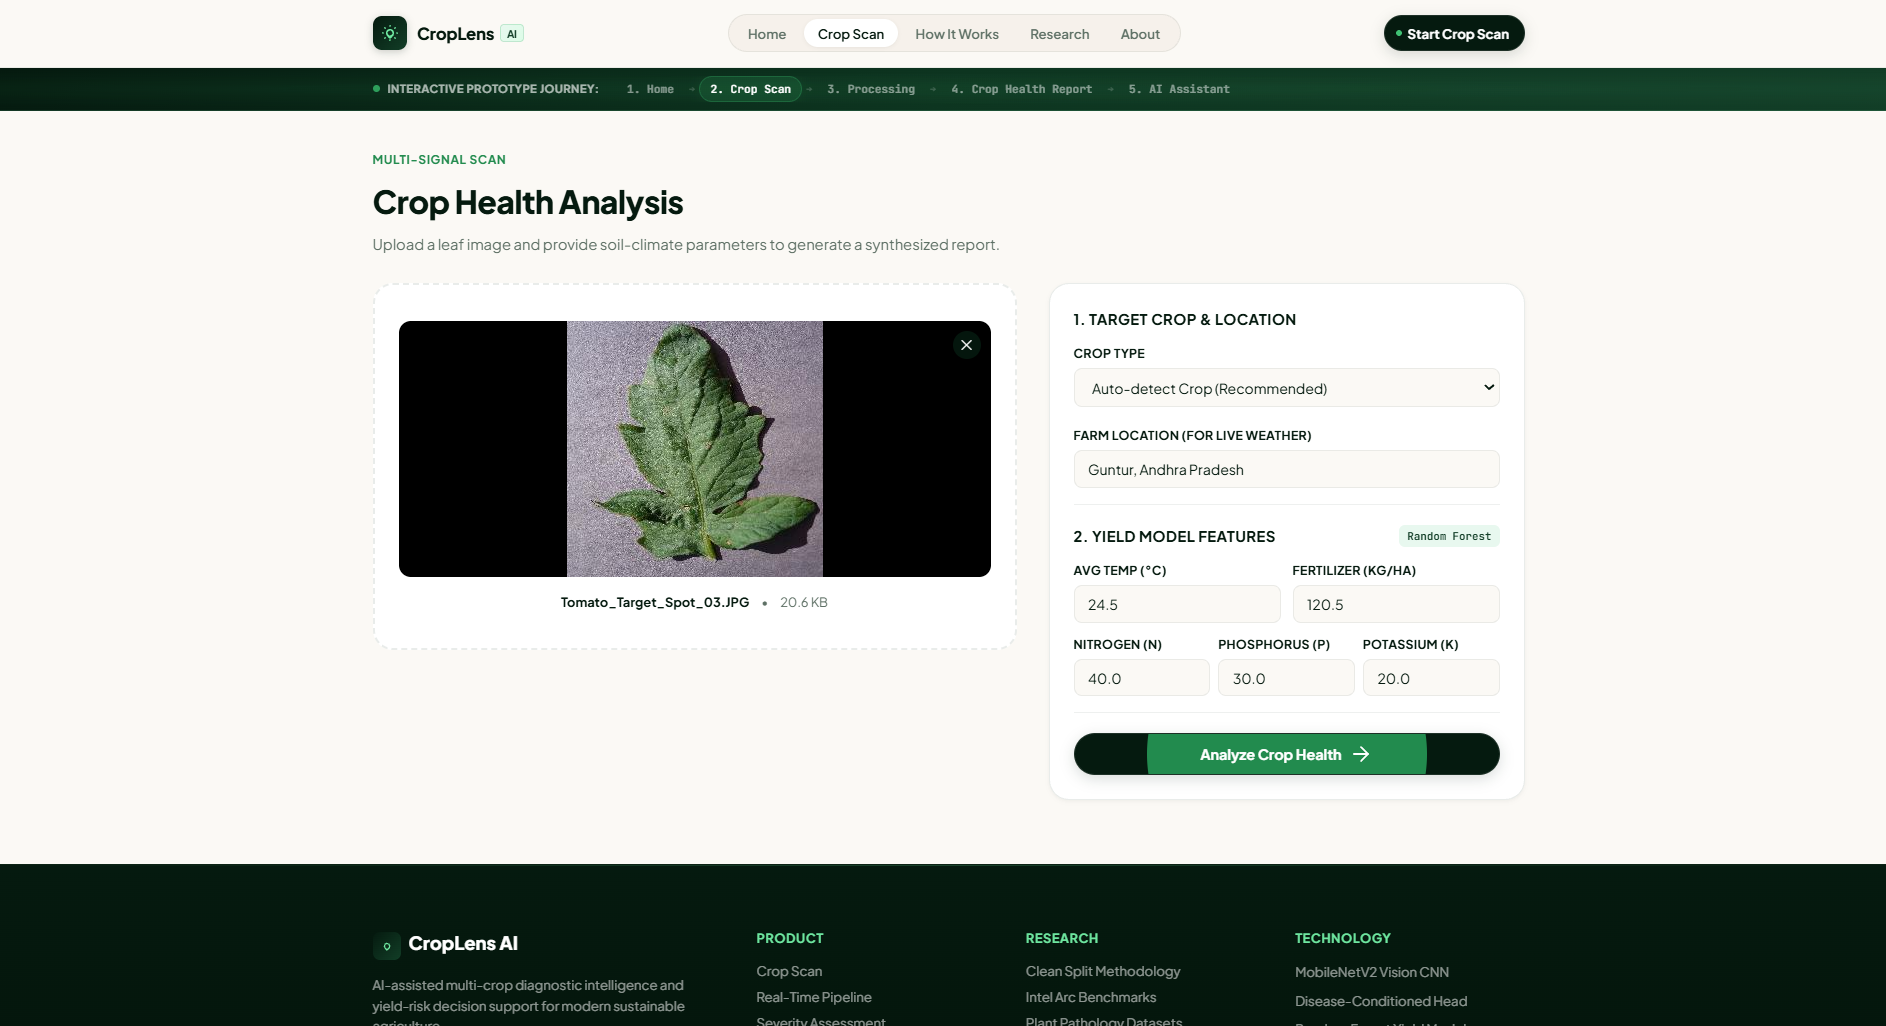 CropLens AI
Home Crop Scan How It Works Research About
Start Crop Scan
INTERACTIVE PROTOTYPE JOURNEY: 1. Home → 2. Crop Scan → 3. Processing → 4. Crop Health Report → 5. AI Assistant
MULTI-SIGNAL SCAN
Crop Health Analysis
Upload a leaf image and provide soil-climate parameters to generate a synthesized report.
Tomato_Target_Spot_03.JPG • 20.6 KB
1. TARGET CROP & LOCATION
CROP TYPE
Auto-detect Crop (Recommended)
FARM LOCATION (FOR LIVE WEATHER)
Guntur, Andhra Pradesh
2. YIELD MODEL FEATURES Random Forest
AVG TEMP (°C) FERTILIZER (KG/HA)
24.5 120.5
NITROGEN (N) PHOSPHORUS (P) POTASSIUM (K)
40.0 30.0 20.0
Analyze Crop Health →
CropLens AI
AI-assisted multi-crop diagnostic intelligence and
yield-risk decision support for modern sustainable
agriculture.
PRODUCT
Crop Scan
Real-Time Pipeline
Severity Assessment
RESEARCH
Clean Split Methodology
Intel Arc Benchmarks
Plant Pathology Datasets
TECHNOLOGY
MobileNetV2 Vision CNN
Disease-Conditioned Head